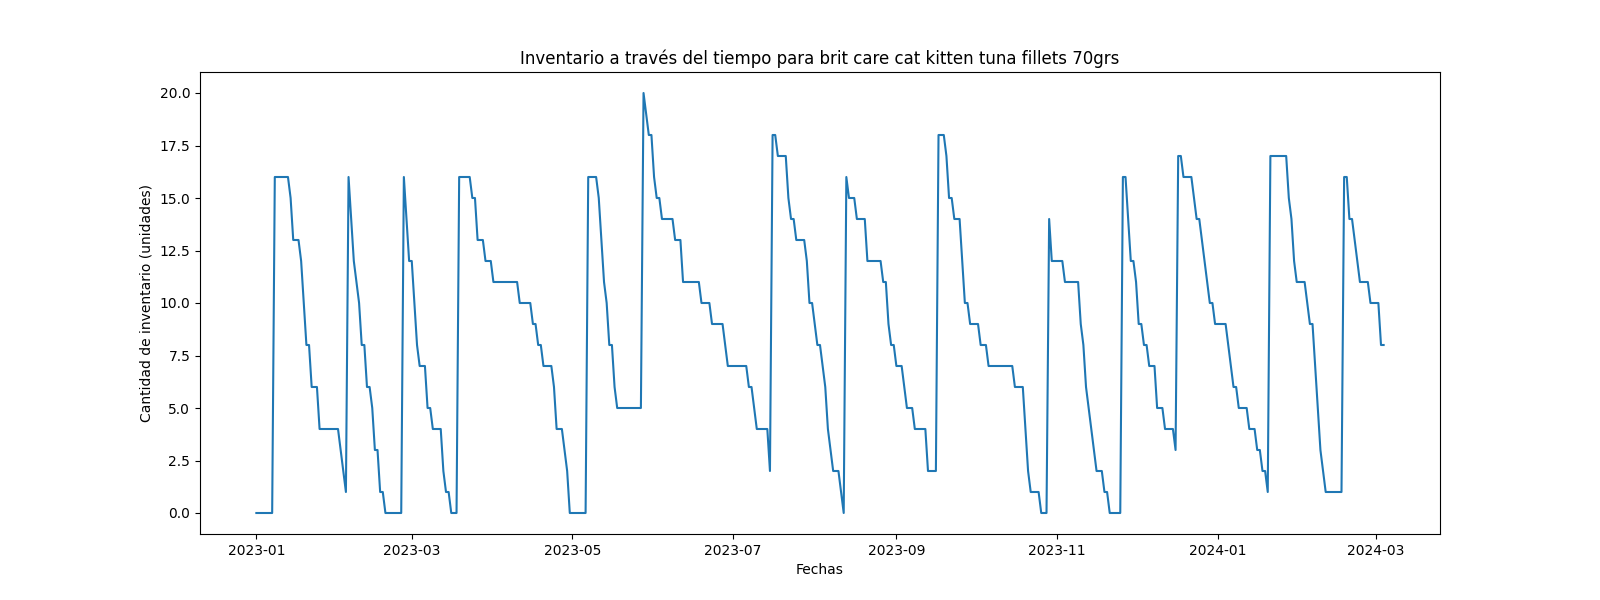 Inventario a través del tiempo para brit care cat kitten tuna fillets 70grs
Cantidad de inventario (unidades)
20.0
17.5
15.0
12.5
10.0
7.5
5.0
2.5
0.0
2023-01 2023-03 2023-05 2023-07 2023-09 2023-11 2024-01 2024-03
Fechas